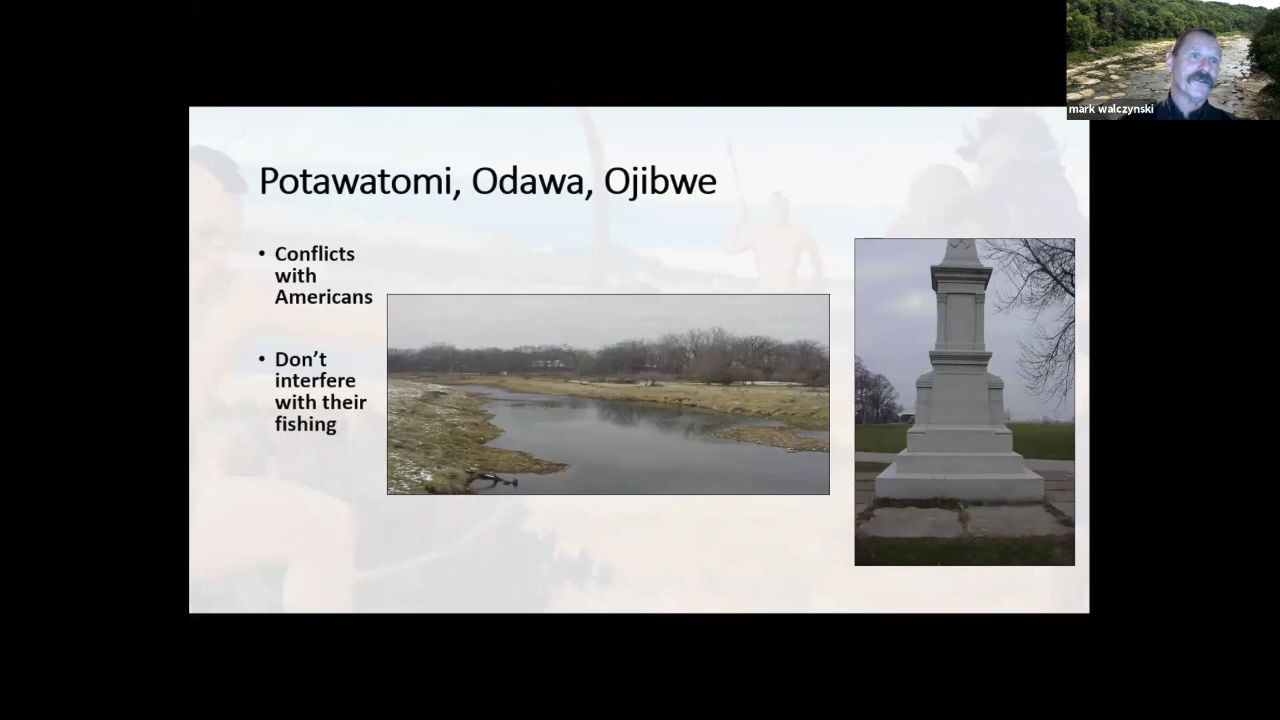 mark walczynski
Potawatomi, Odawa, Ojibwe
• Conflicts
with
Americans
• Don’t
interfere
with their
fishing